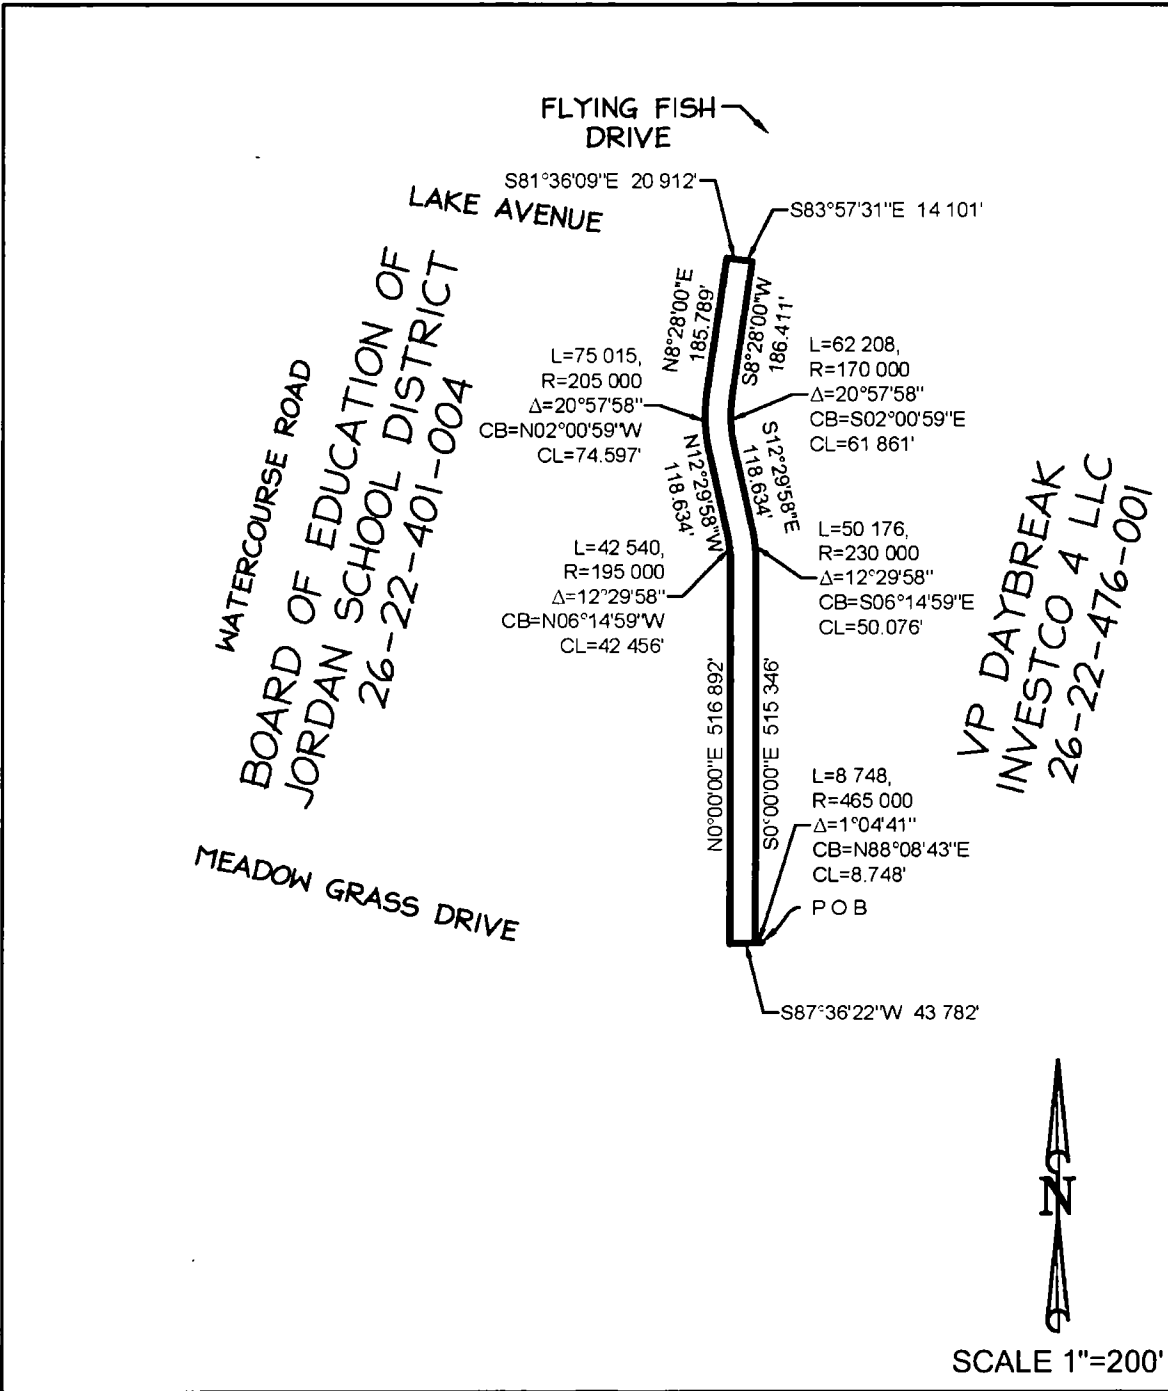 FLYING FISH
DRIVE
S81°36'09"E 20 912'
LAKE AVENUE
S83°57'31"E 14 101'
N8°28'00"E
185.789'
S8°28'00"W
186.411'
L=75 015,
R=205 000
Δ=20°57'58"
CB=N02°00'59"W
CL=74.597'
L=62 208,
R=170 000
Δ=20°57'58"
CB=S02°00'59"E
CL=61 861'
WATERCOURSE ROAD
BOARD OF EDUCATION OF
JORDAN SCHOOL DISTRICT
26-22-401-004
N12°29'58"W
118.634'
S12°29'58"E
118.634'
L=42 540,
R=195 000
Δ=12°29'58"
CB=N06°14'59"W
CL=42 456'
L=50 176,
R=230 000
Δ=12°29'58"
CB=S06°14'59"E
CL=50.076'
VP DAYBREAK
INVESTCO 4 LLC
26-22-476-001
N0°00'00"E 516 892'
S0°00'00"E 515 346'
L=8 748,
R=465 000
Δ=1°04'41"
CB=N88°08'43"E
CL=8.748'
P O B
MEADOW GRASS DRIVE
S87°36'22"W 43 782'
N
SCALE 1"=200'